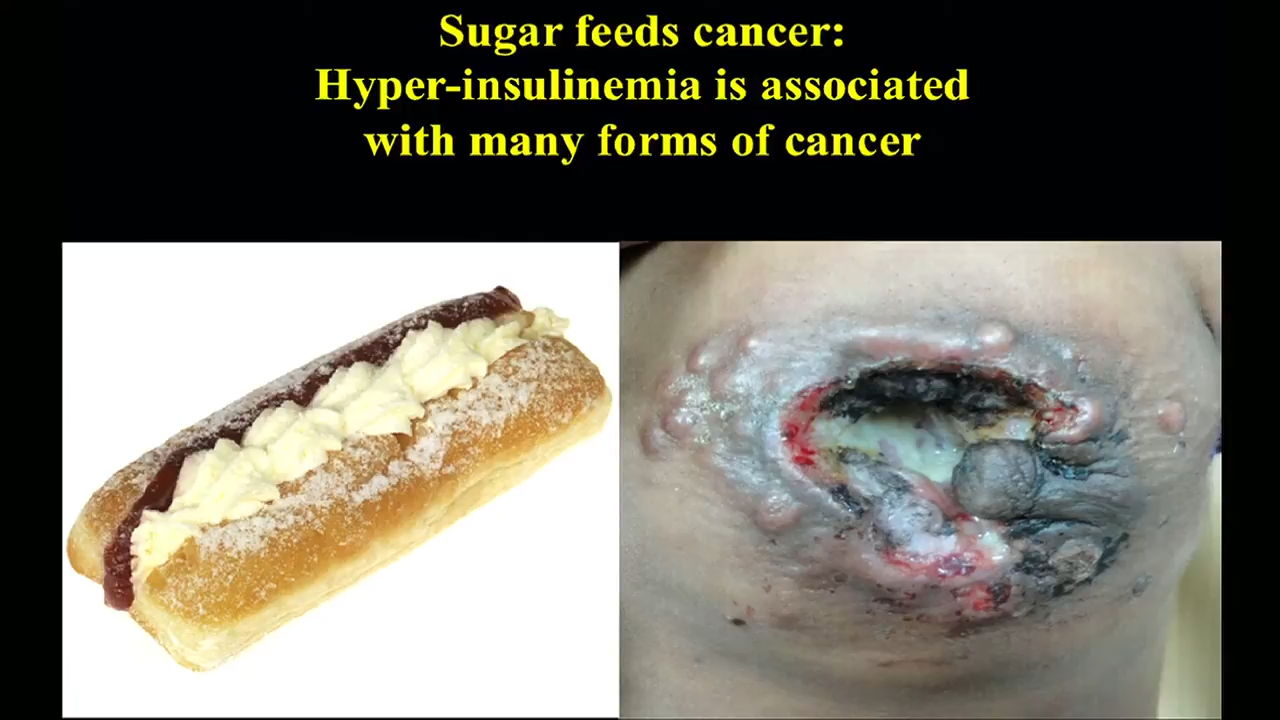 Sugar feeds cancer:
Hyper-insulinemia is associated
with many forms of cancer